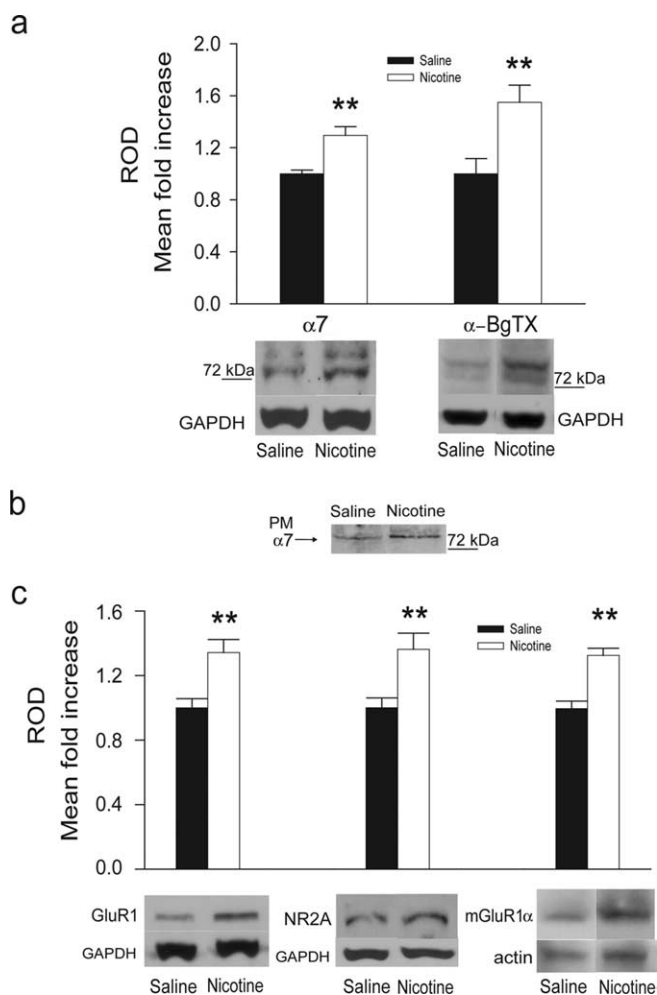 a
2.0
1.6
1.2
0.8
0.4
0.0
ROD
Mean fold increase
Saline
Nicotine
**
**
α7
α–BgTX
72 kDa
72 kDa
GAPDH
GAPDH
Saline Nicotine
Saline Nicotine
b
Saline Nicotine
PM
α7
72 kDa
c
1.6
1.2
0.8
0.4
0.0
ROD
Mean fold increase
Saline
Nicotine
**
**
**
GluR1
GAPDH
Saline Nicotine
NR2A
GAPDH
Saline Nicotine
mGluR1α
actin
Saline Nicotine